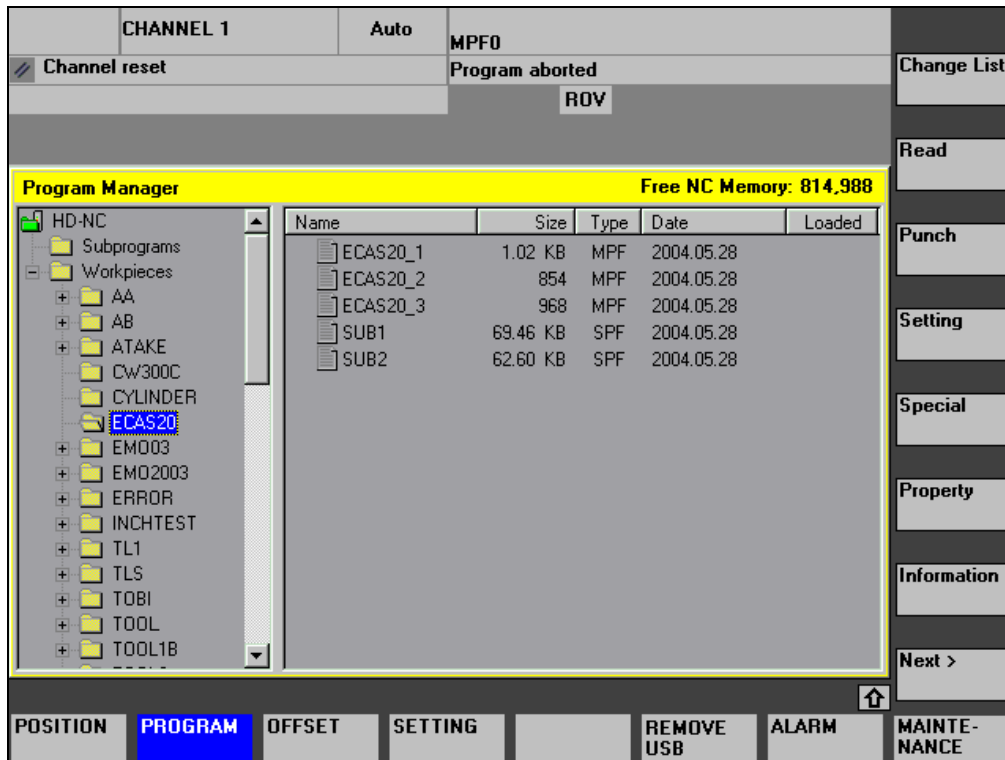 CHANNEL 1 Auto MPF0
Channel reset Program aborted
ROV
Change List
Read
Punch
Setting
Special
Property
Information
Next >
Program Manager Free NC Memory: 814,988
HD-NC
Subprograms
Workpieces
AA
AB
ATAKE
CW300C
CYLINDER
ECAS20
EMO03
EMO2003
ERROR
INCHTEST
TL1
TLS
TOBI
TOOL
TOOL1B
Name Size Type Date Loaded
ECAS20_1 1.02 KB MPF 2004.05.28
ECAS20_2 854 MPF 2004.05.28
ECAS20_3 968 MPF 2004.05.28
SUB1 69.46 KB SPF 2004.05.28
SUB2 62.60 KB SPF 2004.05.28
POSITION PROGRAM OFFSET SETTING REMOVE USB ALARM MAINTE-
NANCE